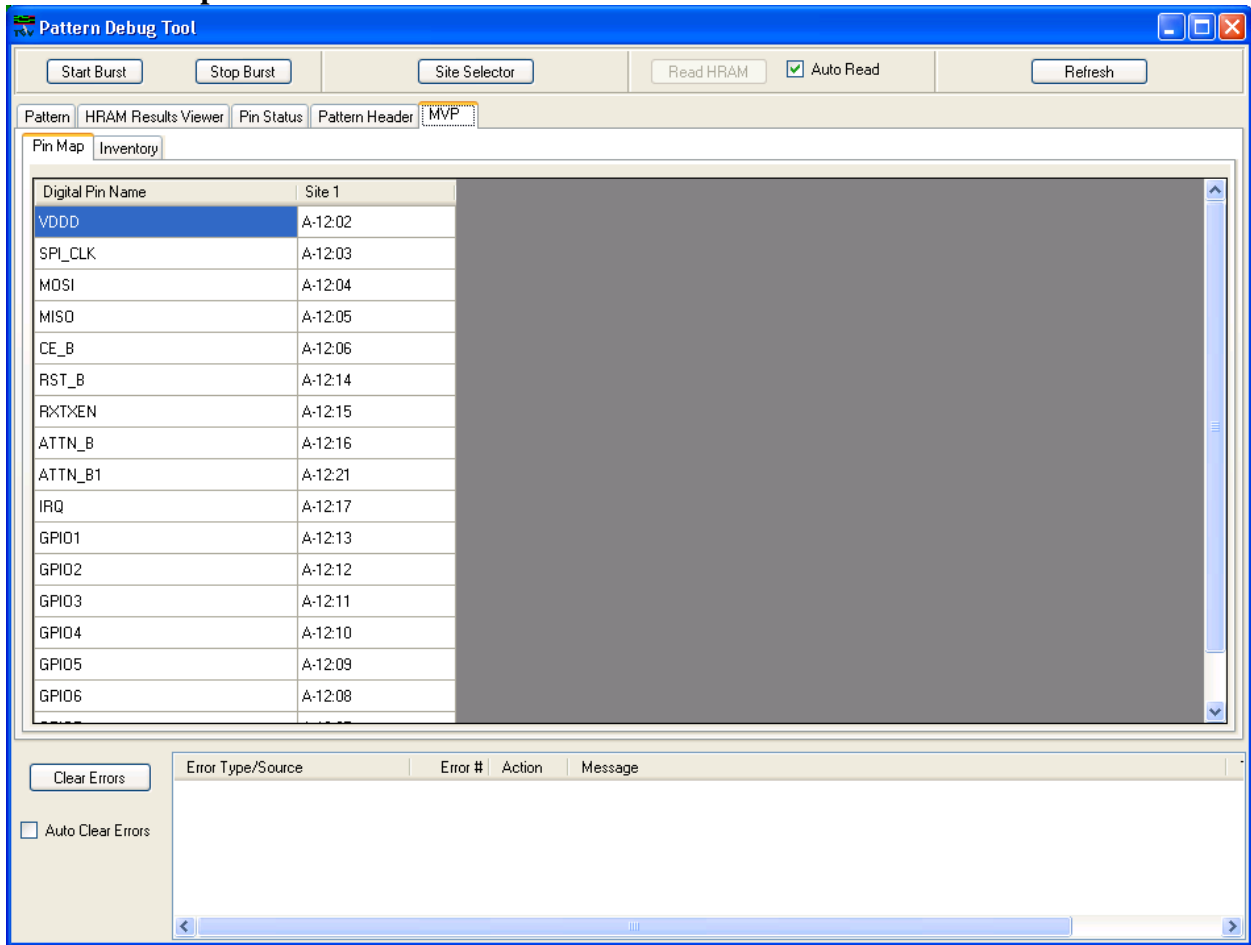 Pattern Debug Tool
Start Burst Stop Burst Site Selector Read HRAM Auto Read Refresh
Pattern HRAM Results Viewer Pin Status Pattern Header MVP
Pin Map Inventory
Digital Pin Name Site 1
VDDD A-12:02
SPI_CLK A-12:03
MOSI A-12:04
MISO A-12:05
CE_B A-12:06
RST_B A-12:14
RXTXEN A-12:15
ATTN_B A-12:16
ATTN_B1 A-12:21
IRQ A-12:17
GPIO1 A-12:13
GPIO2 A-12:12
GPIO3 A-12:11
GPIO4 A-12:10
GPIO5 A-12:09
GPIO6 A-12:08
Clear Errors Error Type/Source Error # Action Message
Auto Clear Errors